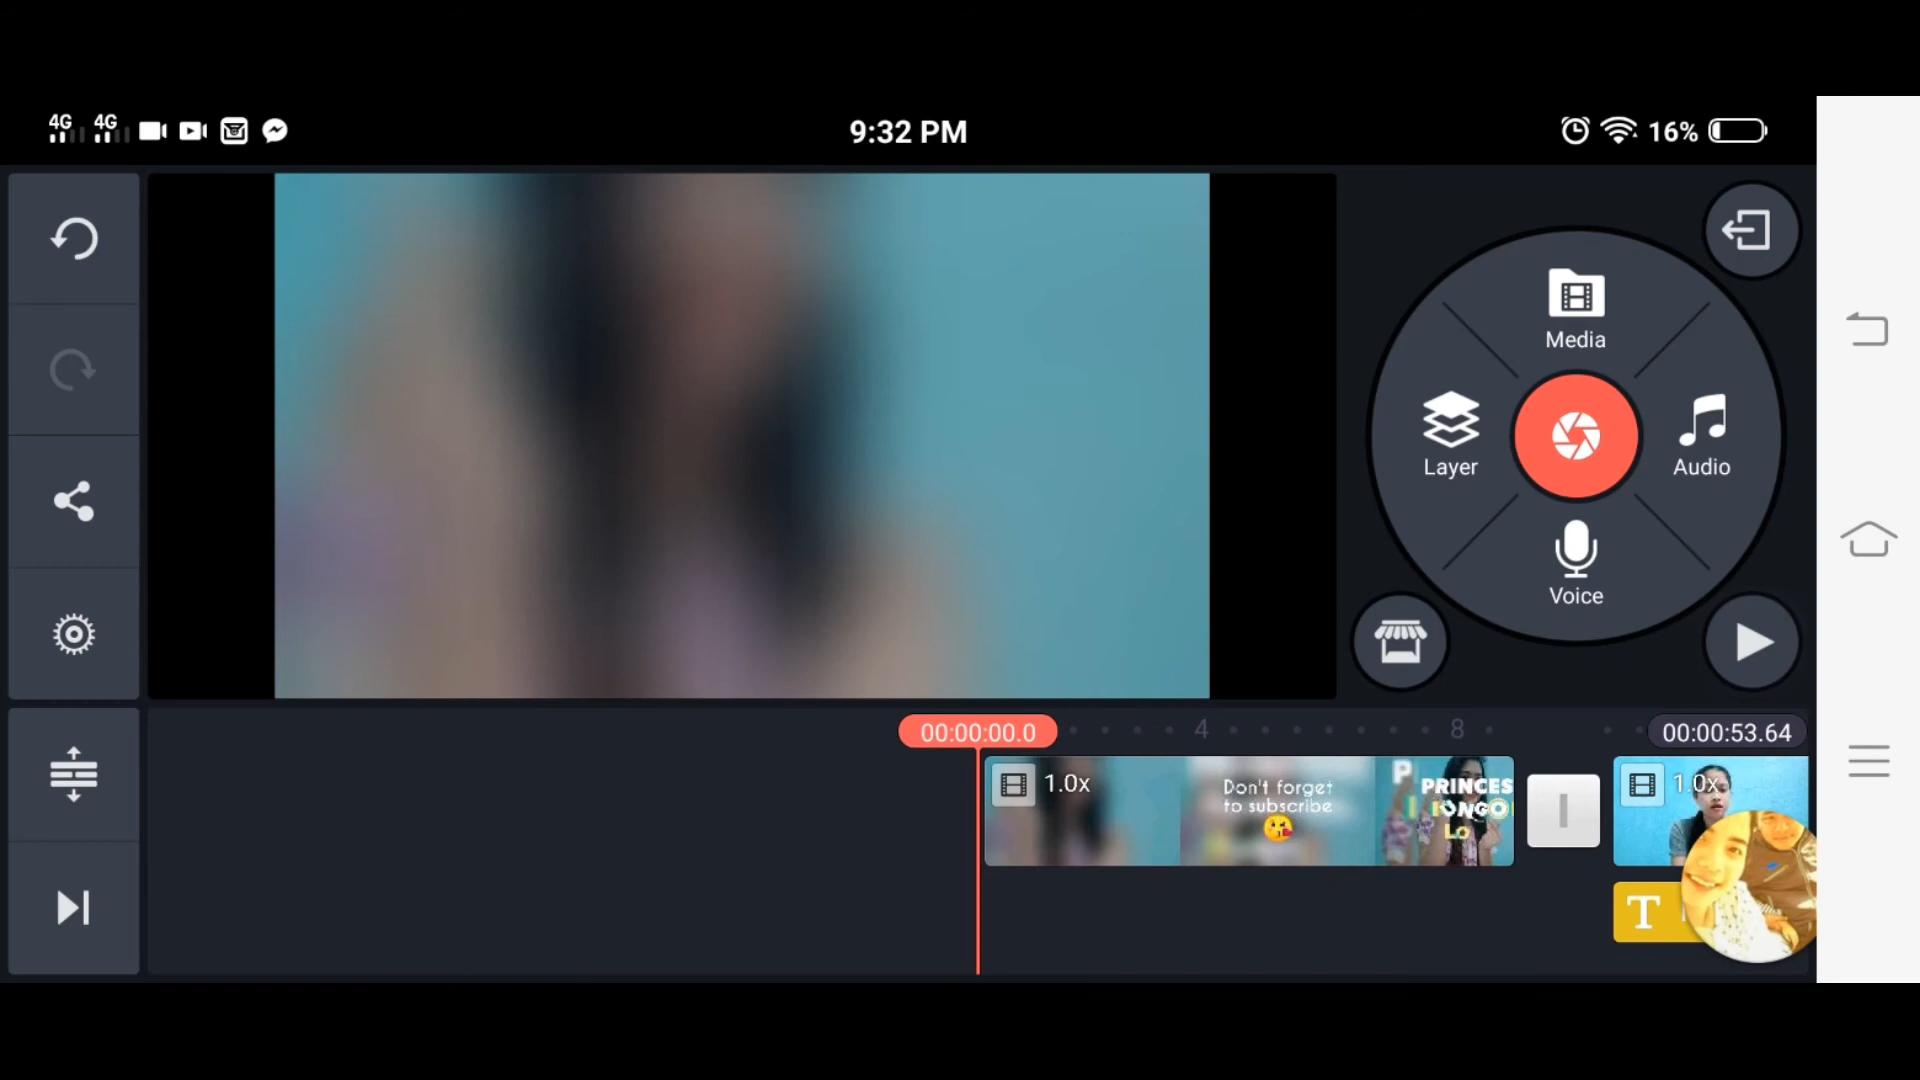 4G 4G 9:32 PM 16%
Media
Layer
Audio
Voice
00:00:00.0 4 8 00:00:53.64
1.0x
Don't forget
to subscribe
P PRINCES
Lo
1.0x
T